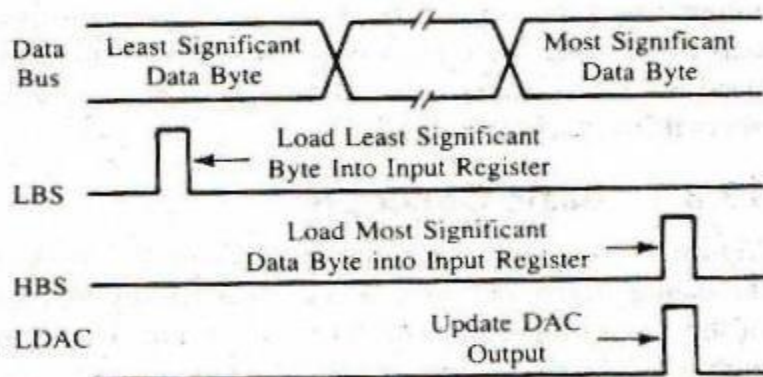 Data
Bus
Least Significant
Data Byte
Most Significant
Data Byte
Load Least Significant
Byte Into Input Register
LBS
Load Most Significant
Data Byte into Input Register
HBS
LDAC
Update DAC
Output